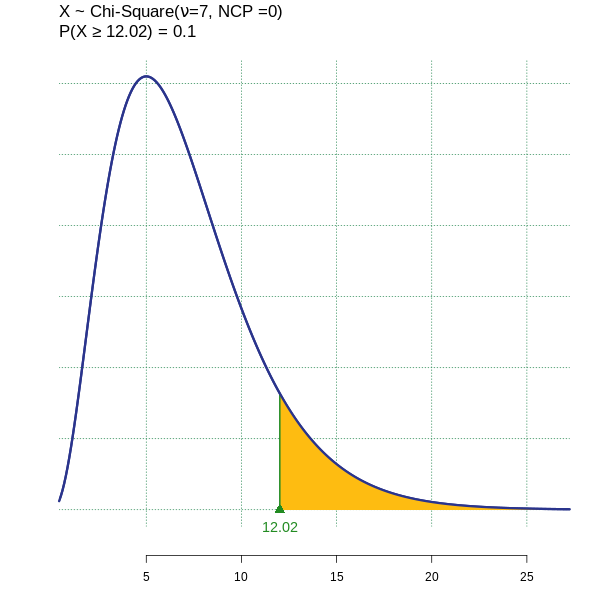 X ~ Chi-Square(ν=7, NCP =0)
P(X ≥ 12.02) = 0.1
12.02
5 10 15 20 25